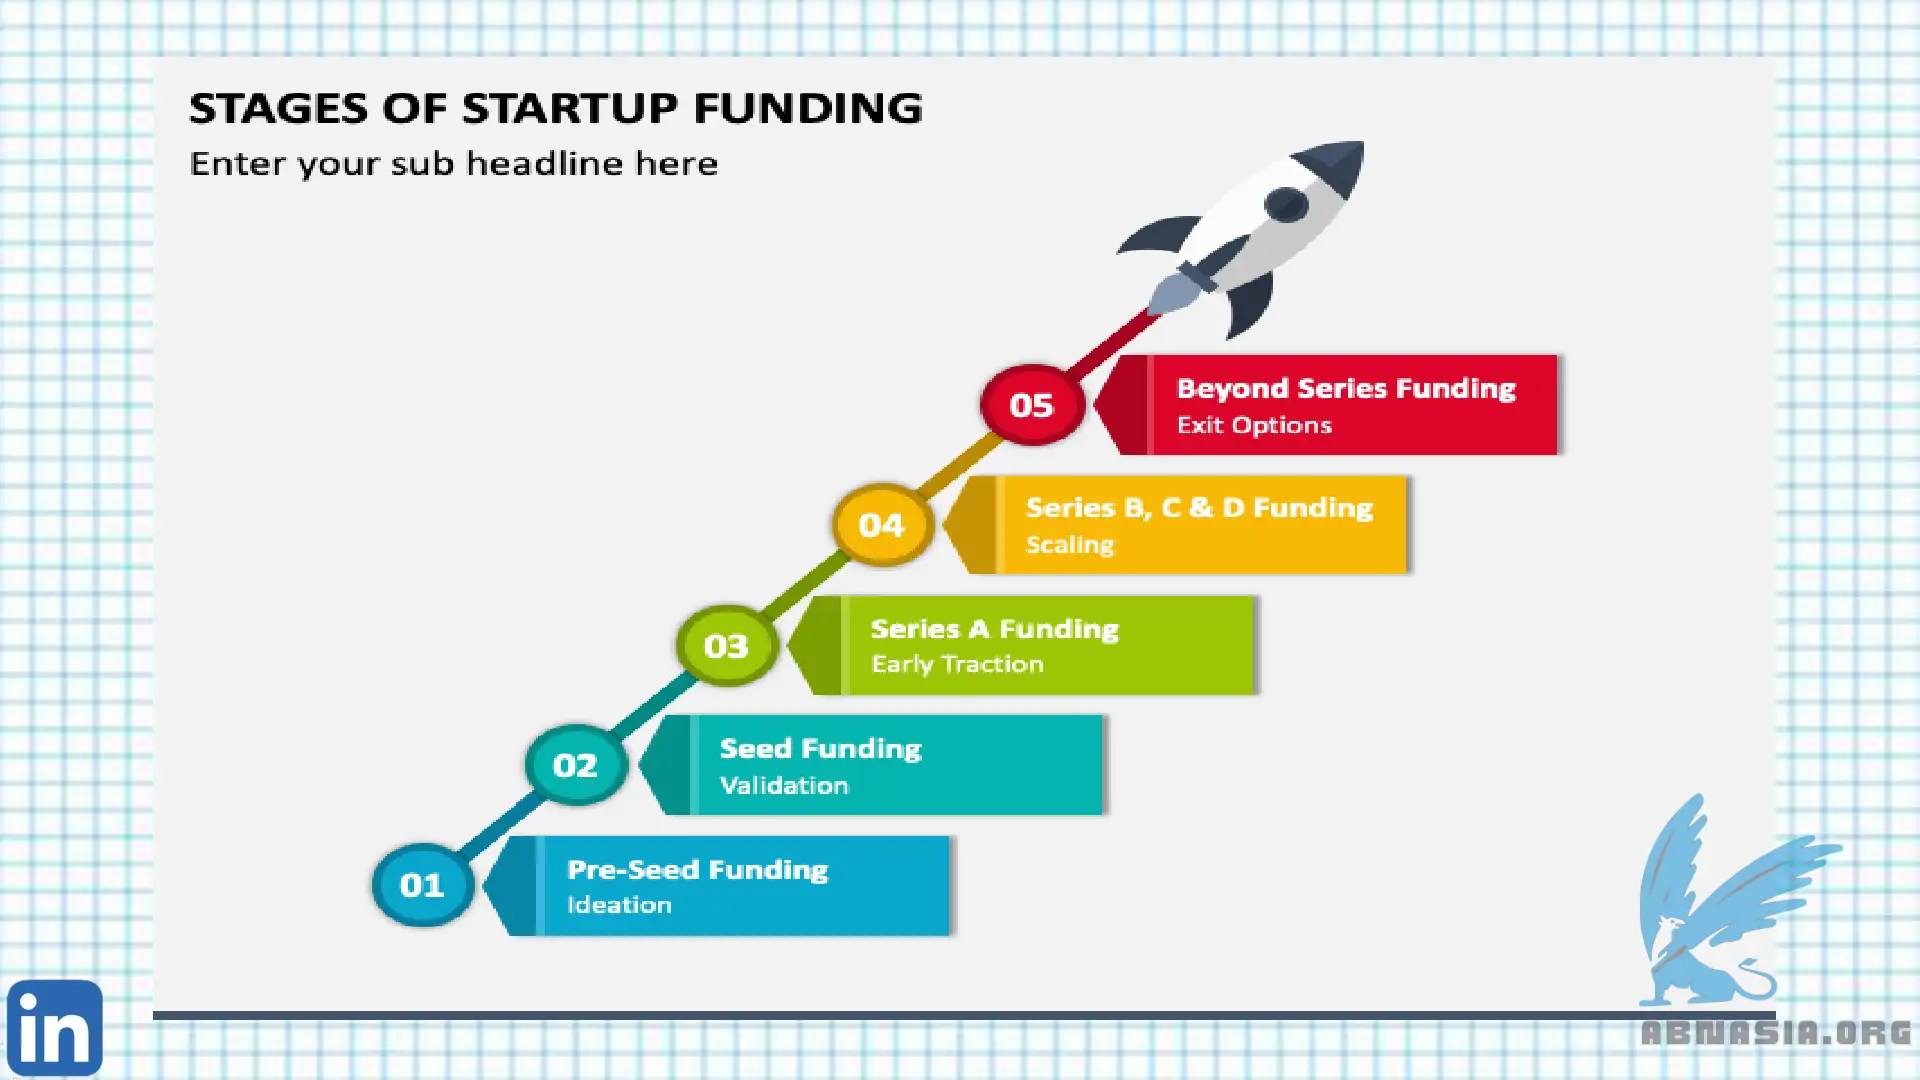 STAGES OF STARTUP FUNDING
Enter your sub headline here
05
Beyond Series Funding
Exit Options
04
Series B, C & D Funding
Scaling
03
Series A Funding
Early Traction
02
Seed Funding
Validation
01
Pre-Seed Funding
Ideation
in
ABNASIA.ORG